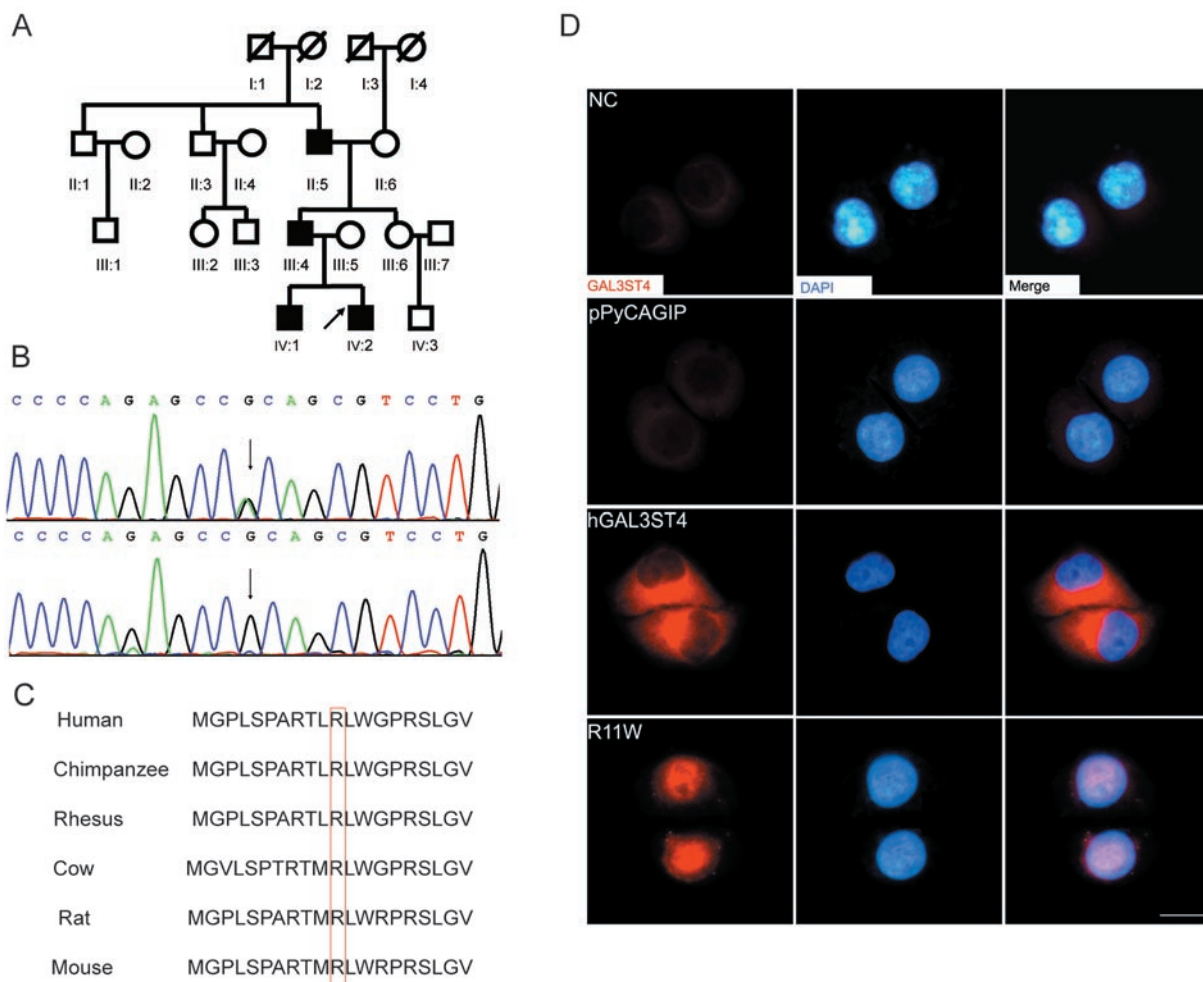 A
I:1 I:2 I:3 I:4
II:1 II:2 II:3 II:4 II:5 II:6
III:1 III:2 III:3 III:4 III:5 III:6 III:7
IV:1 IV:2 IV:3
B
C C C C A G A G C C G C A G C G T C C T G
C C C C A G A G C C G C A G C G T C C T G
C
Human MGPLSPARTLRLWGPRSLGV
Chimpanzee MGPLSPARTLRLWGPRSLGV
Rhesus MGPLSPARTLRLWGPRSLGV
Cow MGVLSPTRTMRLWGPRSLGV
Rat MGPLSPARTMRLWRPRSLGV
Mouse MGPLSPARTMRLWRPRSLGV
D
NC
GAL3ST4 DAPI Merge
pPyCAGIP
hGAL3ST4
R11W